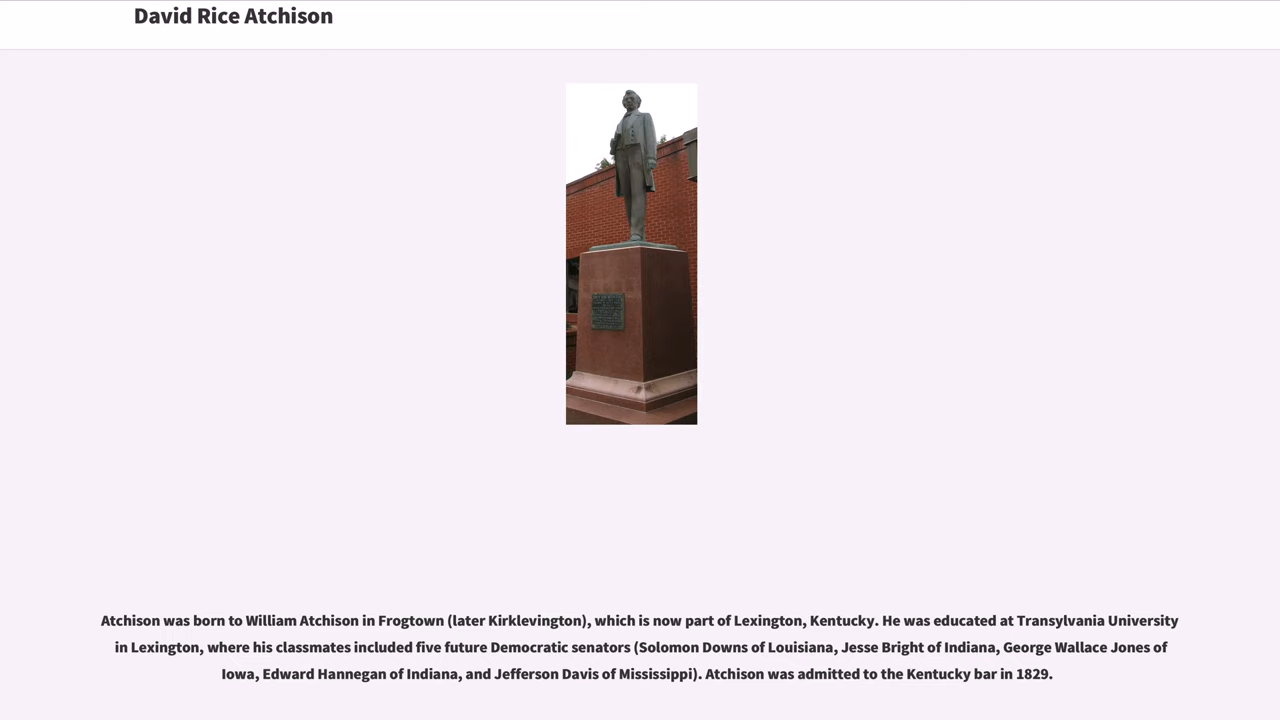 David Rice Atchison
Atchison was born to William Atchison in Frogtown (later Kirklevington), which is now part of Lexington, Kentucky. He was educated at Transylvania University
in Lexington, where his classmates included five future Democratic senators (Solomon Downs of Louisiana, Jesse Bright of Indiana, George Wallace Jones of
Iowa, Edward Hannegan of Indiana, and Jefferson Davis of Mississippi). Atchison was admitted to the Kentucky bar in 1829.